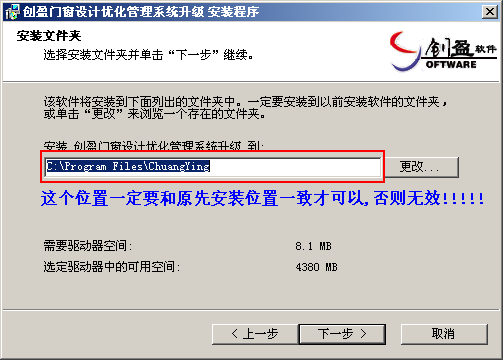 创盈门窗设计优化管理系统升级 安装程序
安装文件夹
选择安装文件夹并单击“下一步”继续。
创盈软件
OFTWARE
该软件将安装到下面列出的文件夹中。一定要安装到以前安装软件的文件夹，
或单击“更改”来浏览一个存在的文件夹。
安装 创盈门窗设计优化管理系统升级 到:
C:\Program Files\ChuangYing
更改...
这个位置一定要和原先安装位置一致才可以,否则无效!!!!!
需要驱动器空间: 8.1 MB
选定驱动器中的可用空间: 4380 MB
< 上一步 下一步 > 取消